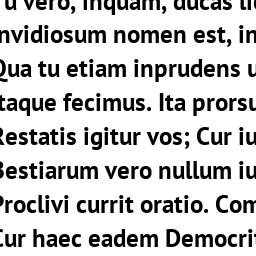 Tu vero, inquam, ducas li
nvidiosum nomen est, in
Qua tu etiam inprudens u
taque fecimus. Ita prorsu
Restatis igitur vos; Cur iu
Bestiarum vero nullum iu
Proclivi currit oratio. Com
Cur haec eadem Democrit